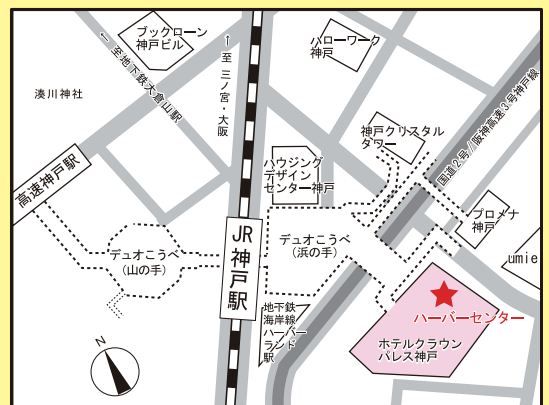 ブックローン
神戸ビル
← 至地下鉄大倉山駅
← 至 三ノ宮・大阪
ハローワーク
神戸
湊川神社
国道2号/阪神高速3号神戸線
神戸クリスタル
タワー
高速神戸駅
ハウジング
デザイン
センター神戸
プロメナ
神戸
デュオこうべ
(山の手)
JR
神戸駅
デュオこうべ
(浜の手)
umie
ハーバーセンター
地下鉄
海岸線
ハーバー
ランド
駅
ホテルクラウン
パレス神戸
N